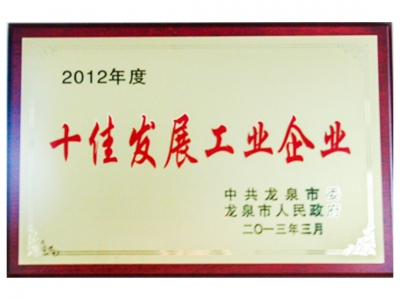 2012年度
十佳发展工业企业
中共龙泉市委
龙泉市人民政府
二〇一三年三月